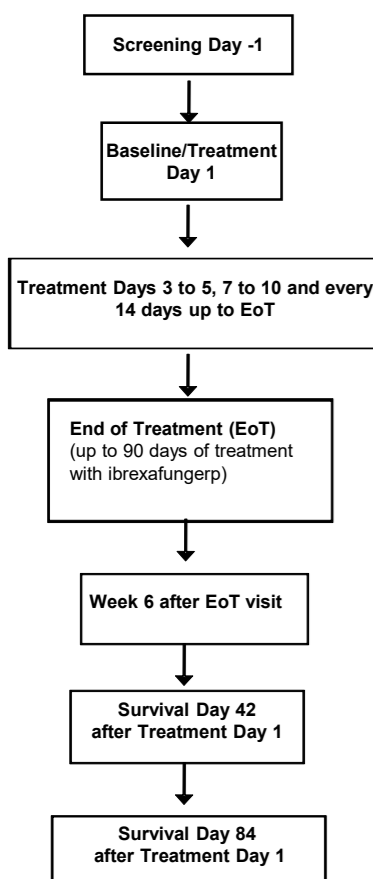 Screening Day -1
Baseline/Treatment
Day 1
Treatment Days 3 to 5, 7 to 10 and every
14 days up to EoT
End of Treatment (EoT)
(up to 90 days of treatment
with ibrexafungerp)
Week 6 after EoT visit
Survival Day 42
after Treatment Day 1
Survival Day 84
after Treatment Day 1